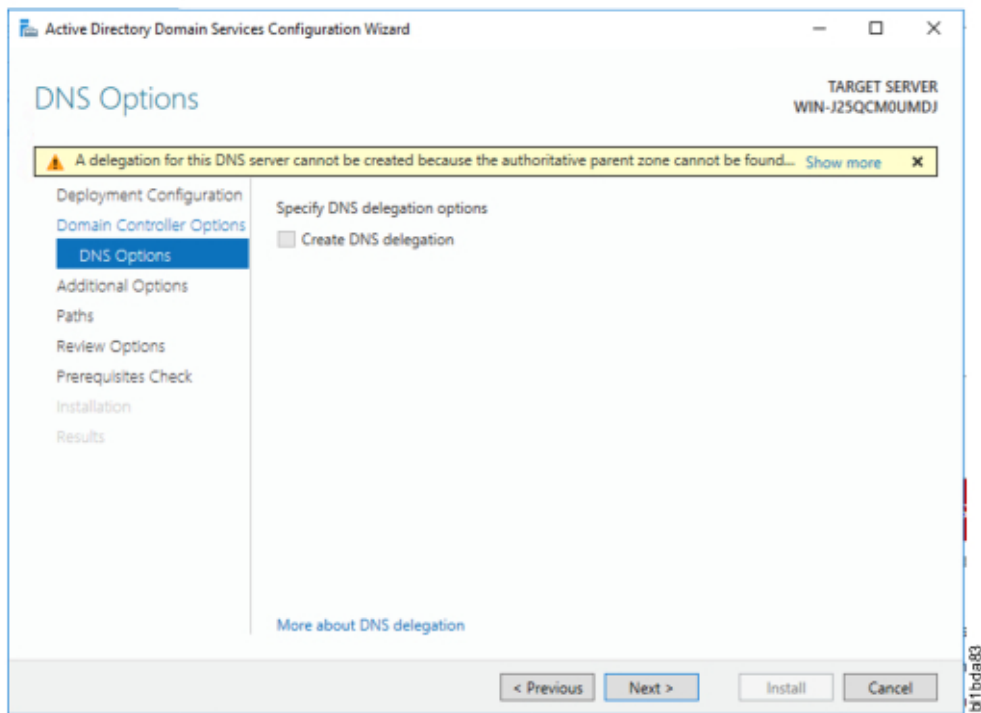 Active Directory Domain Services Configuration Wizard
DNS Options
TARGET SERVER
WIN-J25QCM0UMDJ
A delegation for this DNS server cannot be created because the authoritative parent zone cannot be found... Show more
Deployment Configuration
Domain Controller Options
DNS Options
Additional Options
Paths
Review Options
Prerequisites Check
Installation
Results
Specify DNS delegation options
Create DNS delegation
More about DNS delegation
< Previous Next > Install Cancel
bl1bda83